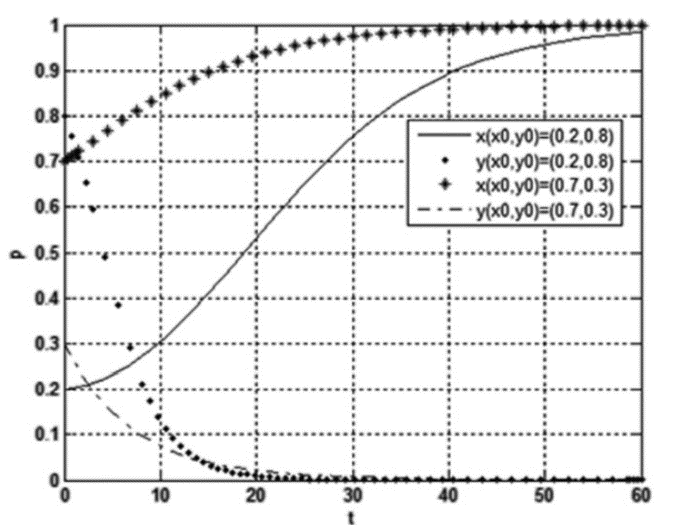 1
0.9
0.8
0.7
0.6
0.5
0.4
0.3
0.2
0.1
0
p
x(x0,y0)=(0.2,0.8)
y(x0,y0)=(0.2,0.8)
x(x0,y0)=(0.7,0.3)
y(x0,y0)=(0.7,0.3)
0 10 20 30 40 50 60
t